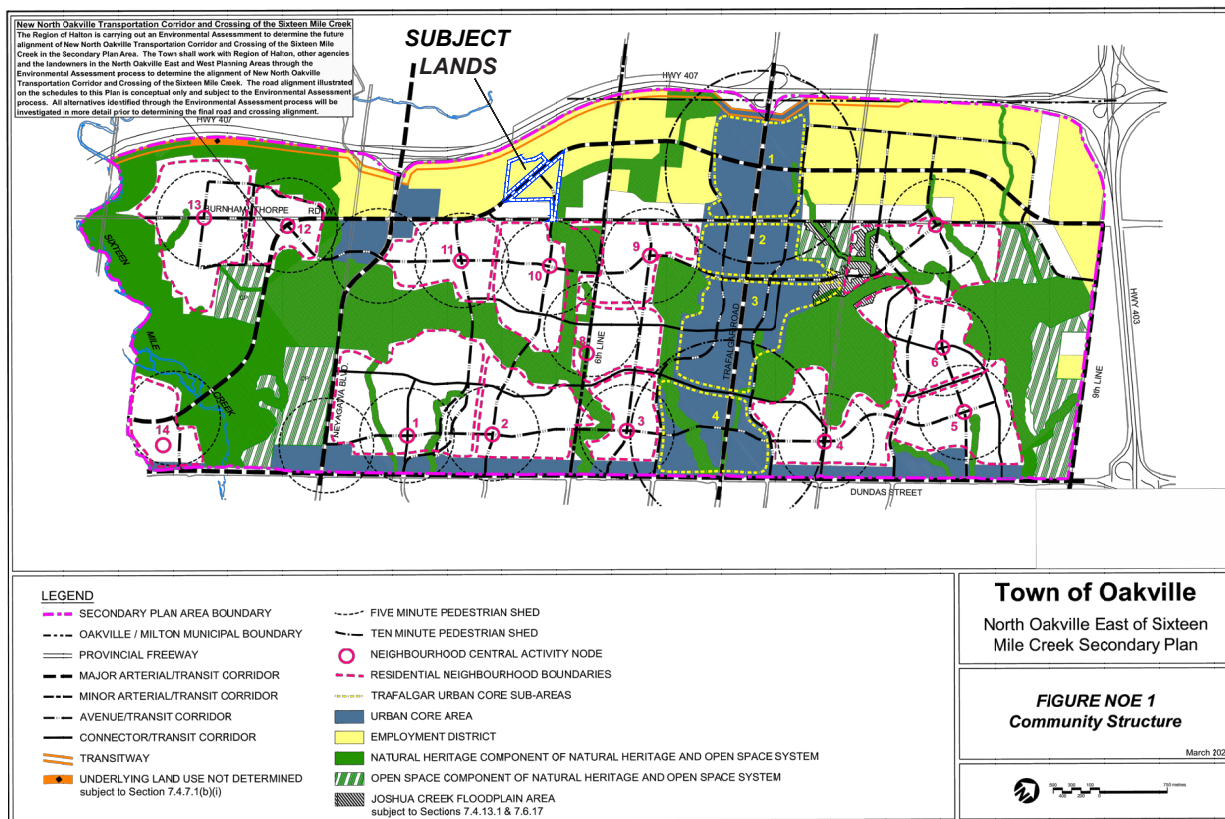 New North Oakville Transportation Corridor and Crossing of the Sixteen Mile Creek
The Region of Halton is carrying out an Environmental Assessmment to determine the future
alignment of New North Oakville Transportation Corridor and Crossing of the Sixteen Mile
Creek in the Secondary Plan Area. The Town shall work with Region of Halton, other agencies
and the landowners in the North Oakville East and West Planning Areas through the
Environmental Assessment process to determine the alignment of New North Oakville
Transportation Corridor and Crossing of the Sixteen Mile Creek. The road alignment illustrated
on the schedules to this Plan is conceptual only and subject to the Environmental Assessment
process. All alternatives identified through the Environmental Assessment process will be
investigated in more detail prior to determining the final road and crossing alignment.
SUBJECT
LANDS
HWY 407
HWY 407
1
13
BURNHAMTHORPE RD. W.
12
11
10
9
2
7
3
SIXTEEN
MILE
CREEK
CP
CP
NEYAGAWA BLVD.
8
6th LINE
TRAFALGAR ROAD
6
HWY 403
9th LINE
14
1
2
3
4
4
5
DUNDAS STREET
LEGEND
SECONDARY PLAN AREA BOUNDARY
OAKVILLE / MILTON MUNICIPAL BOUNDARY
PROVINCIAL FREEWAY
MAJOR ARTERIAL/TRANSIT CORRIDOR
MINOR ARTERIAL/TRANSIT CORRIDOR
AVENUE/TRANSIT CORRIDOR
CONNECTOR/TRANSIT CORRIDOR
TRANSITWAY
UNDERLYING LAND USE NOT DETERMINED
subject to Section 7.4.7.1(b)(i)
FIVE MINUTE PEDESTRIAN SHED
TEN MINUTE PEDESTRIAN SHED
NEIGHBOURHOOD CENTRAL ACTIVITY NODE
RESIDENTIAL NEIGHBOURHOOD BOUNDARIES
TRAFALGAR URBAN CORE SUB-AREAS
URBAN CORE AREA
EMPLOYMENT DISTRICT
NATURAL HERITAGE COMPONENT OF NATURAL HERITAGE AND OPEN SPACE SYSTEM
OPEN SPACE COMPONENT OF NATURAL HERITAGE AND OPEN SPACE SYSTEM
JOSHUA CREEK FLOODPLAIN AREA
subject to Sections 7.4.13.1 & 7.6.17
Town of Oakville
North Oakville East of Sixteen
Mile Creek Secondary Plan
FIGURE NOE 1
Community Structure
March 202
500 300 100 750 metres
400 200 0